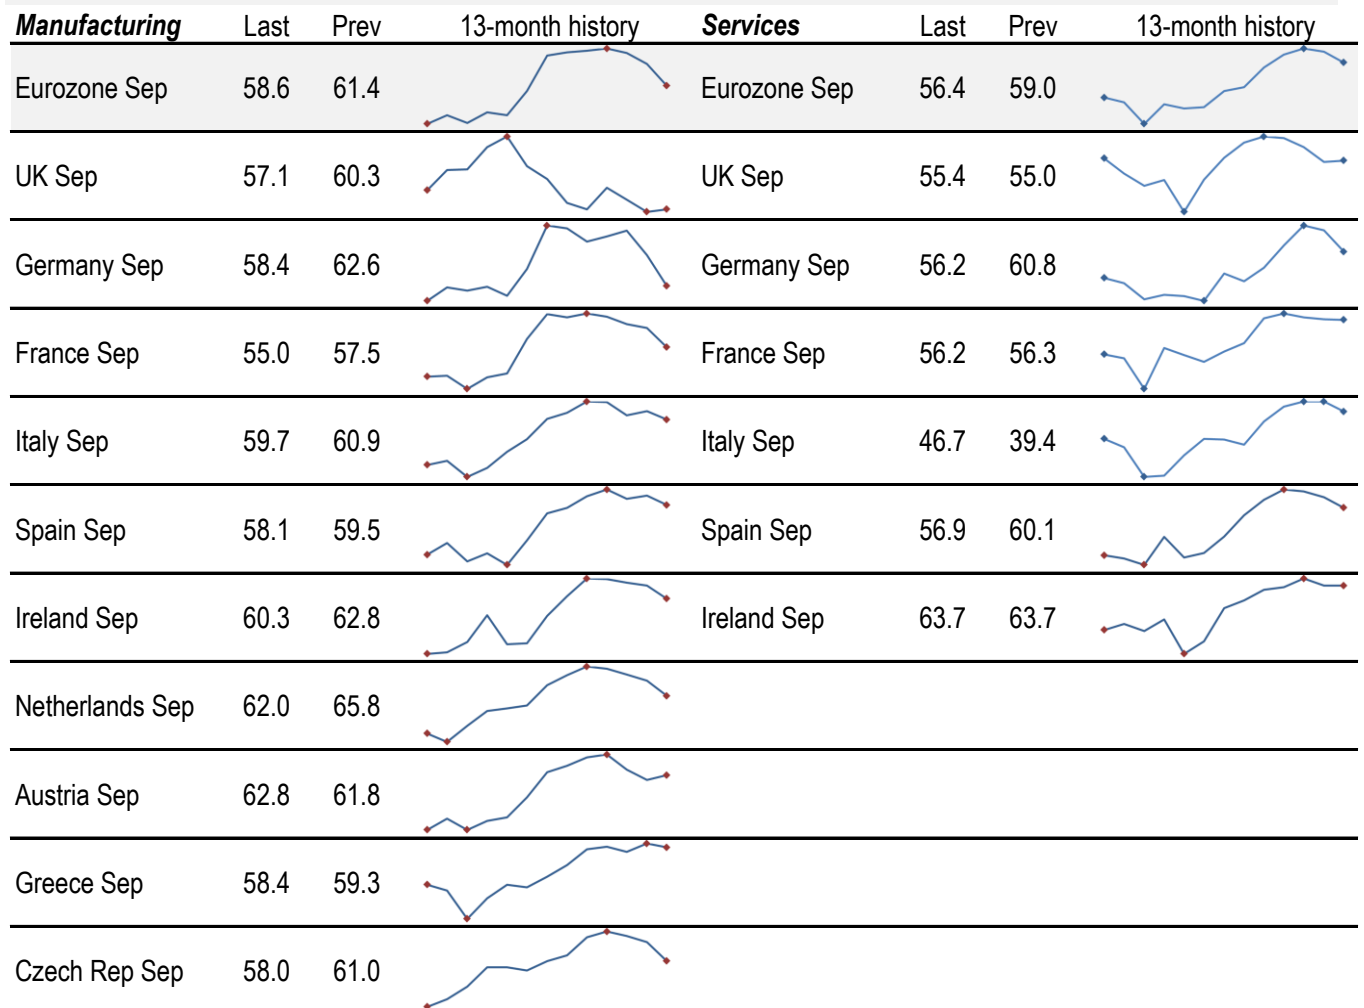 Manufacturing Last Prev 13-month history Services Last Prev 13-month history
Eurozone Sep 58.6 61.4 Eurozone Sep 56.4 59.0
UK Sep 57.1 60.3 UK Sep 55.4 55.0
Germany Sep 58.4 62.6 Germany Sep 56.2 60.8
France Sep 55.0 57.5 France Sep 56.2 56.3
Italy Sep 59.7 60.9 Italy Sep 46.7 39.4
Spain Sep 58.1 59.5 Spain Sep 56.9 60.1
Ireland Sep 60.3 62.8 Ireland Sep 63.7 63.7
Netherlands Sep 62.0 65.8
Austria Sep 62.8 61.8
Greece Sep 58.4 59.3
Czech Rep Sep 58.0 61.0